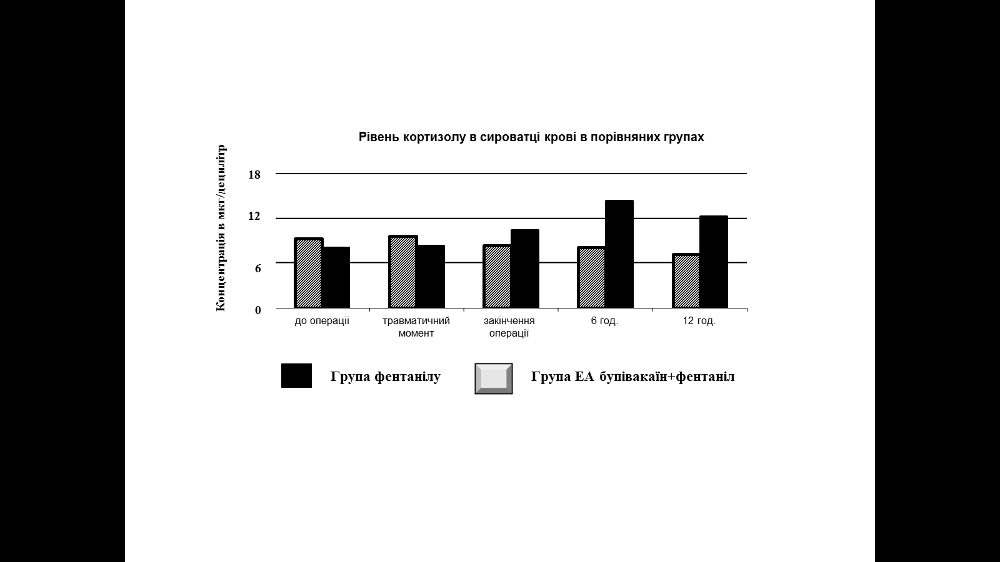 Рівень кортизолу в сироватці крові в порівняних групах
Концентрація в мкг/децилітр
18
12
6
0
до операції
травматичний
момент
закінчення
операції
6 год.
12 год.
Група фентанілу
Група ЕА бупівакаїн+фентаніл